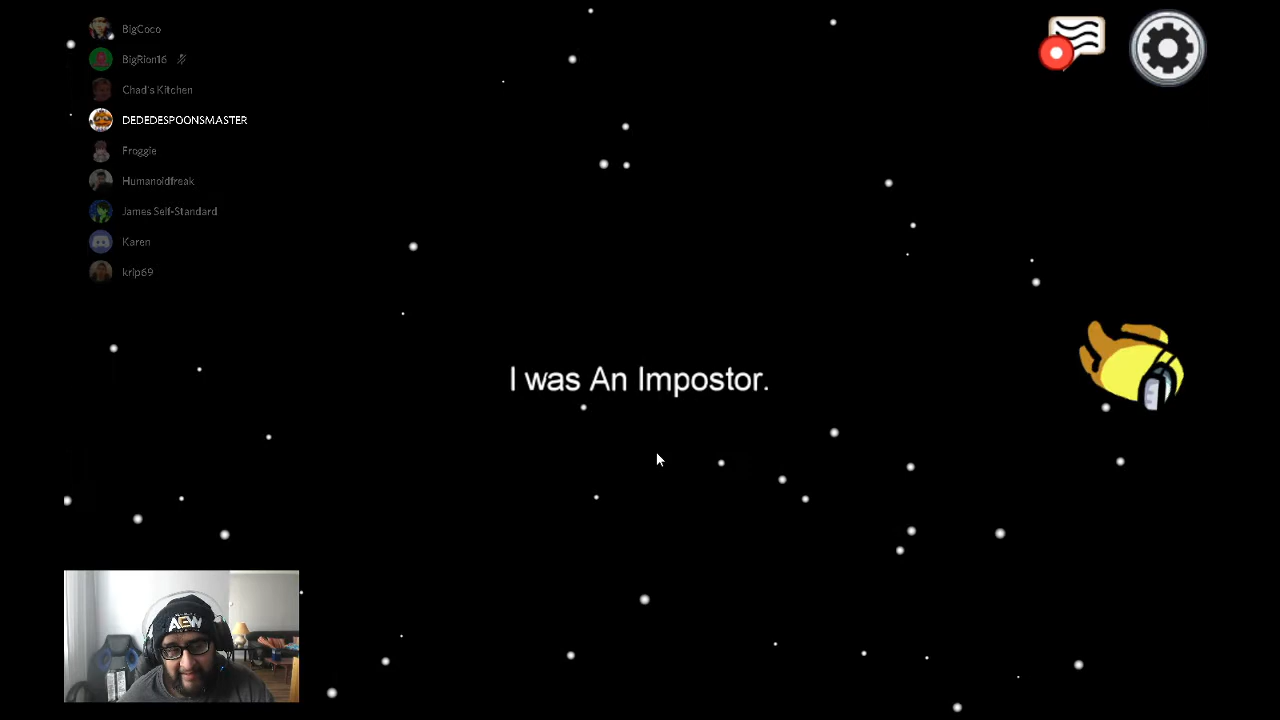 BigCoco
BigRion16
Chad's Kitchen
DEDEDESPOONSMASTER
Froggie
Humanoidfreak
James Self-Standard
Karen
krip69
I was An Impostor.
AEW